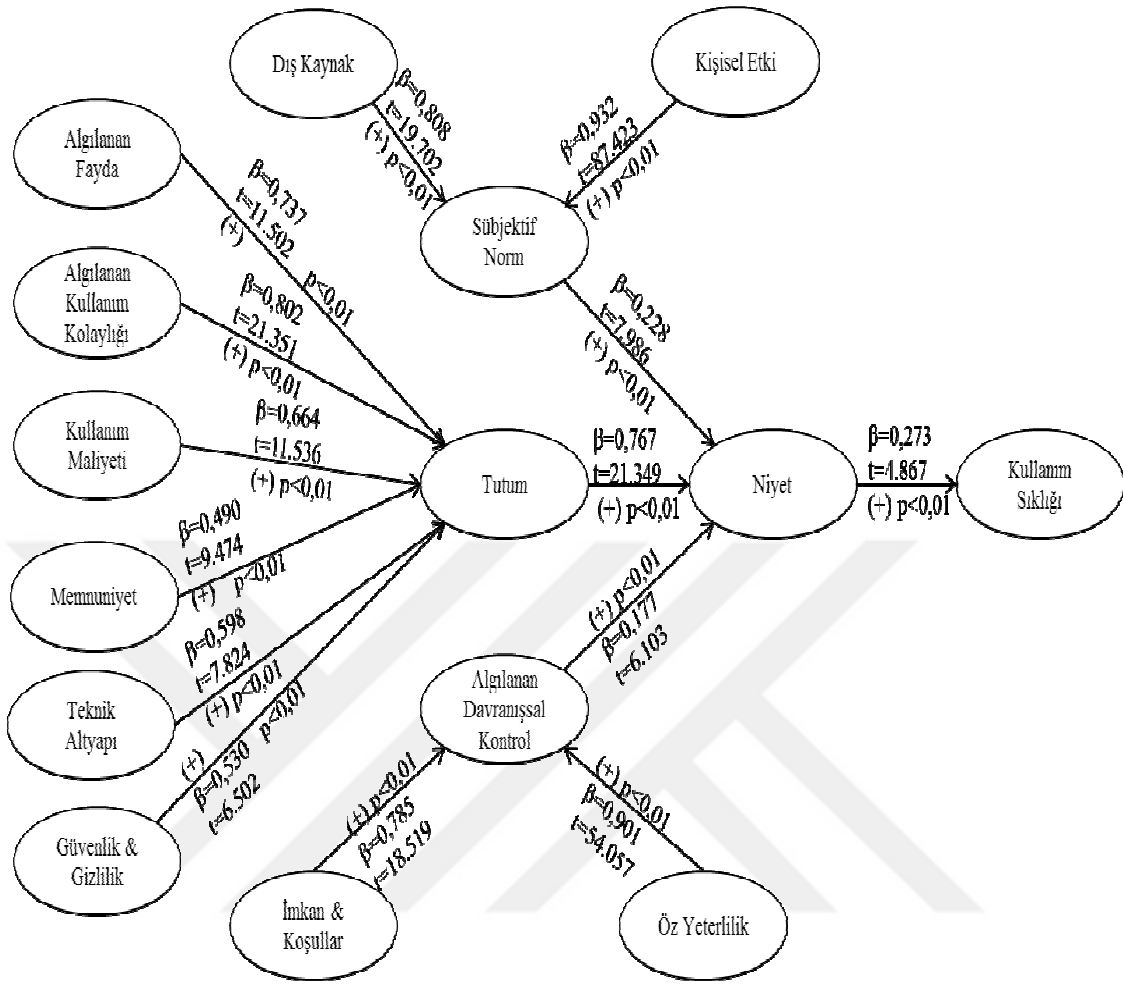 Dış Kaynak
β=0,808
t=19.702
(+) p<0,01
Kişisel Etki
β=0,932
t=87.423
(+) p<0,01
Algılanan
Fayda
β=0,737
t=11.502
(+) p<0,01
Sübjektif
Norm
β=0,228
t=7.986
(+) p<0,01
Algılanan
Kullanım
Kolaylığı
β=0,802
t=21.351
(+) p<0,01
Kullanım
Maliyeti
β=0,664
t=11.536
(+) p<0,01
Tutum
β=0,767
t=21.349
(+) p<0,01
Niyet
β=0,273
t=4.867
(+) p<0,01
Kullanım
Sıklığı
Memnuniyet
β=0,490
t=9.474
(+) p<0,01
Teknik
Altyapı
β=0,598
t=7.824
(+) p<0,01
Güvenlik &
Gizlilik
(+) p<0,01
β=0,530
t=6.502
Algılanan
Davranışsal
Kontrol
(+) p<0,01
β=0,177
t=6.103
İmkan &
Koşullar
(+) p<0,01
β=0,785
t=18.519
Öz Yeterlilik
(+) p<0,01
β=0,901
t=54.057